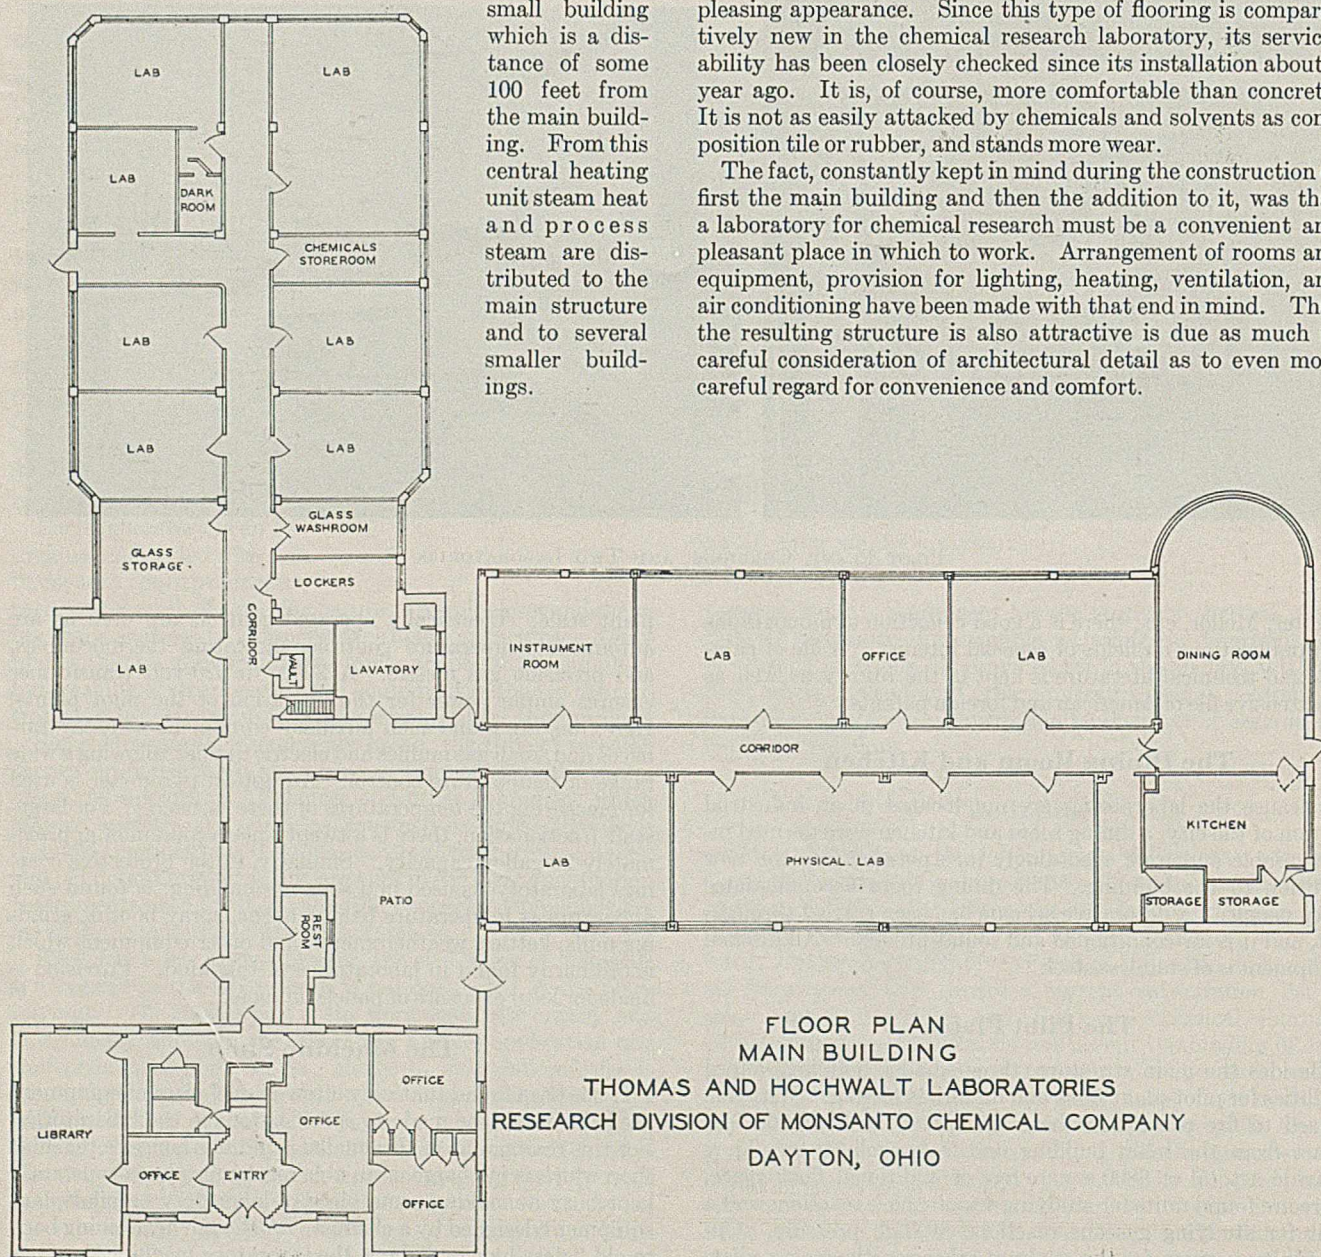 small building
which is a dis-
tance of some
100 feet from
the main build-
ing. From this
central heating
unit steam heat
and process
steam are dis-
tributed to the
main structure
and to several
smaller build-
ings.
pleasing appearance. Since this type of flooring is compar
tively new in the chemical research laboratory, its servic
ability has been closely checked since its installation about
year ago. It is, of course, more comfortable than concret
It is not as easily attacked by chemicals and solvents as com
position tile or rubber, and stands more wear.
The fact, constantly kept in mind during the construction
first the main building and then the addition to it, was th
a laboratory for chemical research must be a convenient an
pleasant place in which to work. Arrangement of rooms an
equipment, provision for lighting, heating, ventilation, an
air conditioning have been made with that end in mind. Th
the resulting structure is also attractive is due as much
careful consideration of architectural detail as to even mo
careful regard for convenience and comfort.
LAB
LAB
LAB
DARK
ROOM
CHEMICALS
STOREROOM
LAB
LAB
LAB
LAB
GLASS
WASHROOM
GLASS
STORAGE
LOCKERS
CORRIDOR
LAB
VAULT
LAVATORY
INSTRUMENT
ROOM
LAB
OFFICE
LAB
DINING ROOM
CORRIDOR
LAB
PHYSICAL LAB
KITCHEN
STORAGE
STORAGE
PATIO
REST
ROOM
LIBRARY
OFFICE
ENTRY
OFFICE
OFFICE
OFFICE
FLOOR PLAN
MAIN BUILDING
THOMAS AND HOCHWALT LABORATORIES
RESEARCH DIVISION OF MONSANTO CHEMICAL COMPANY
DAYTON, OHIO